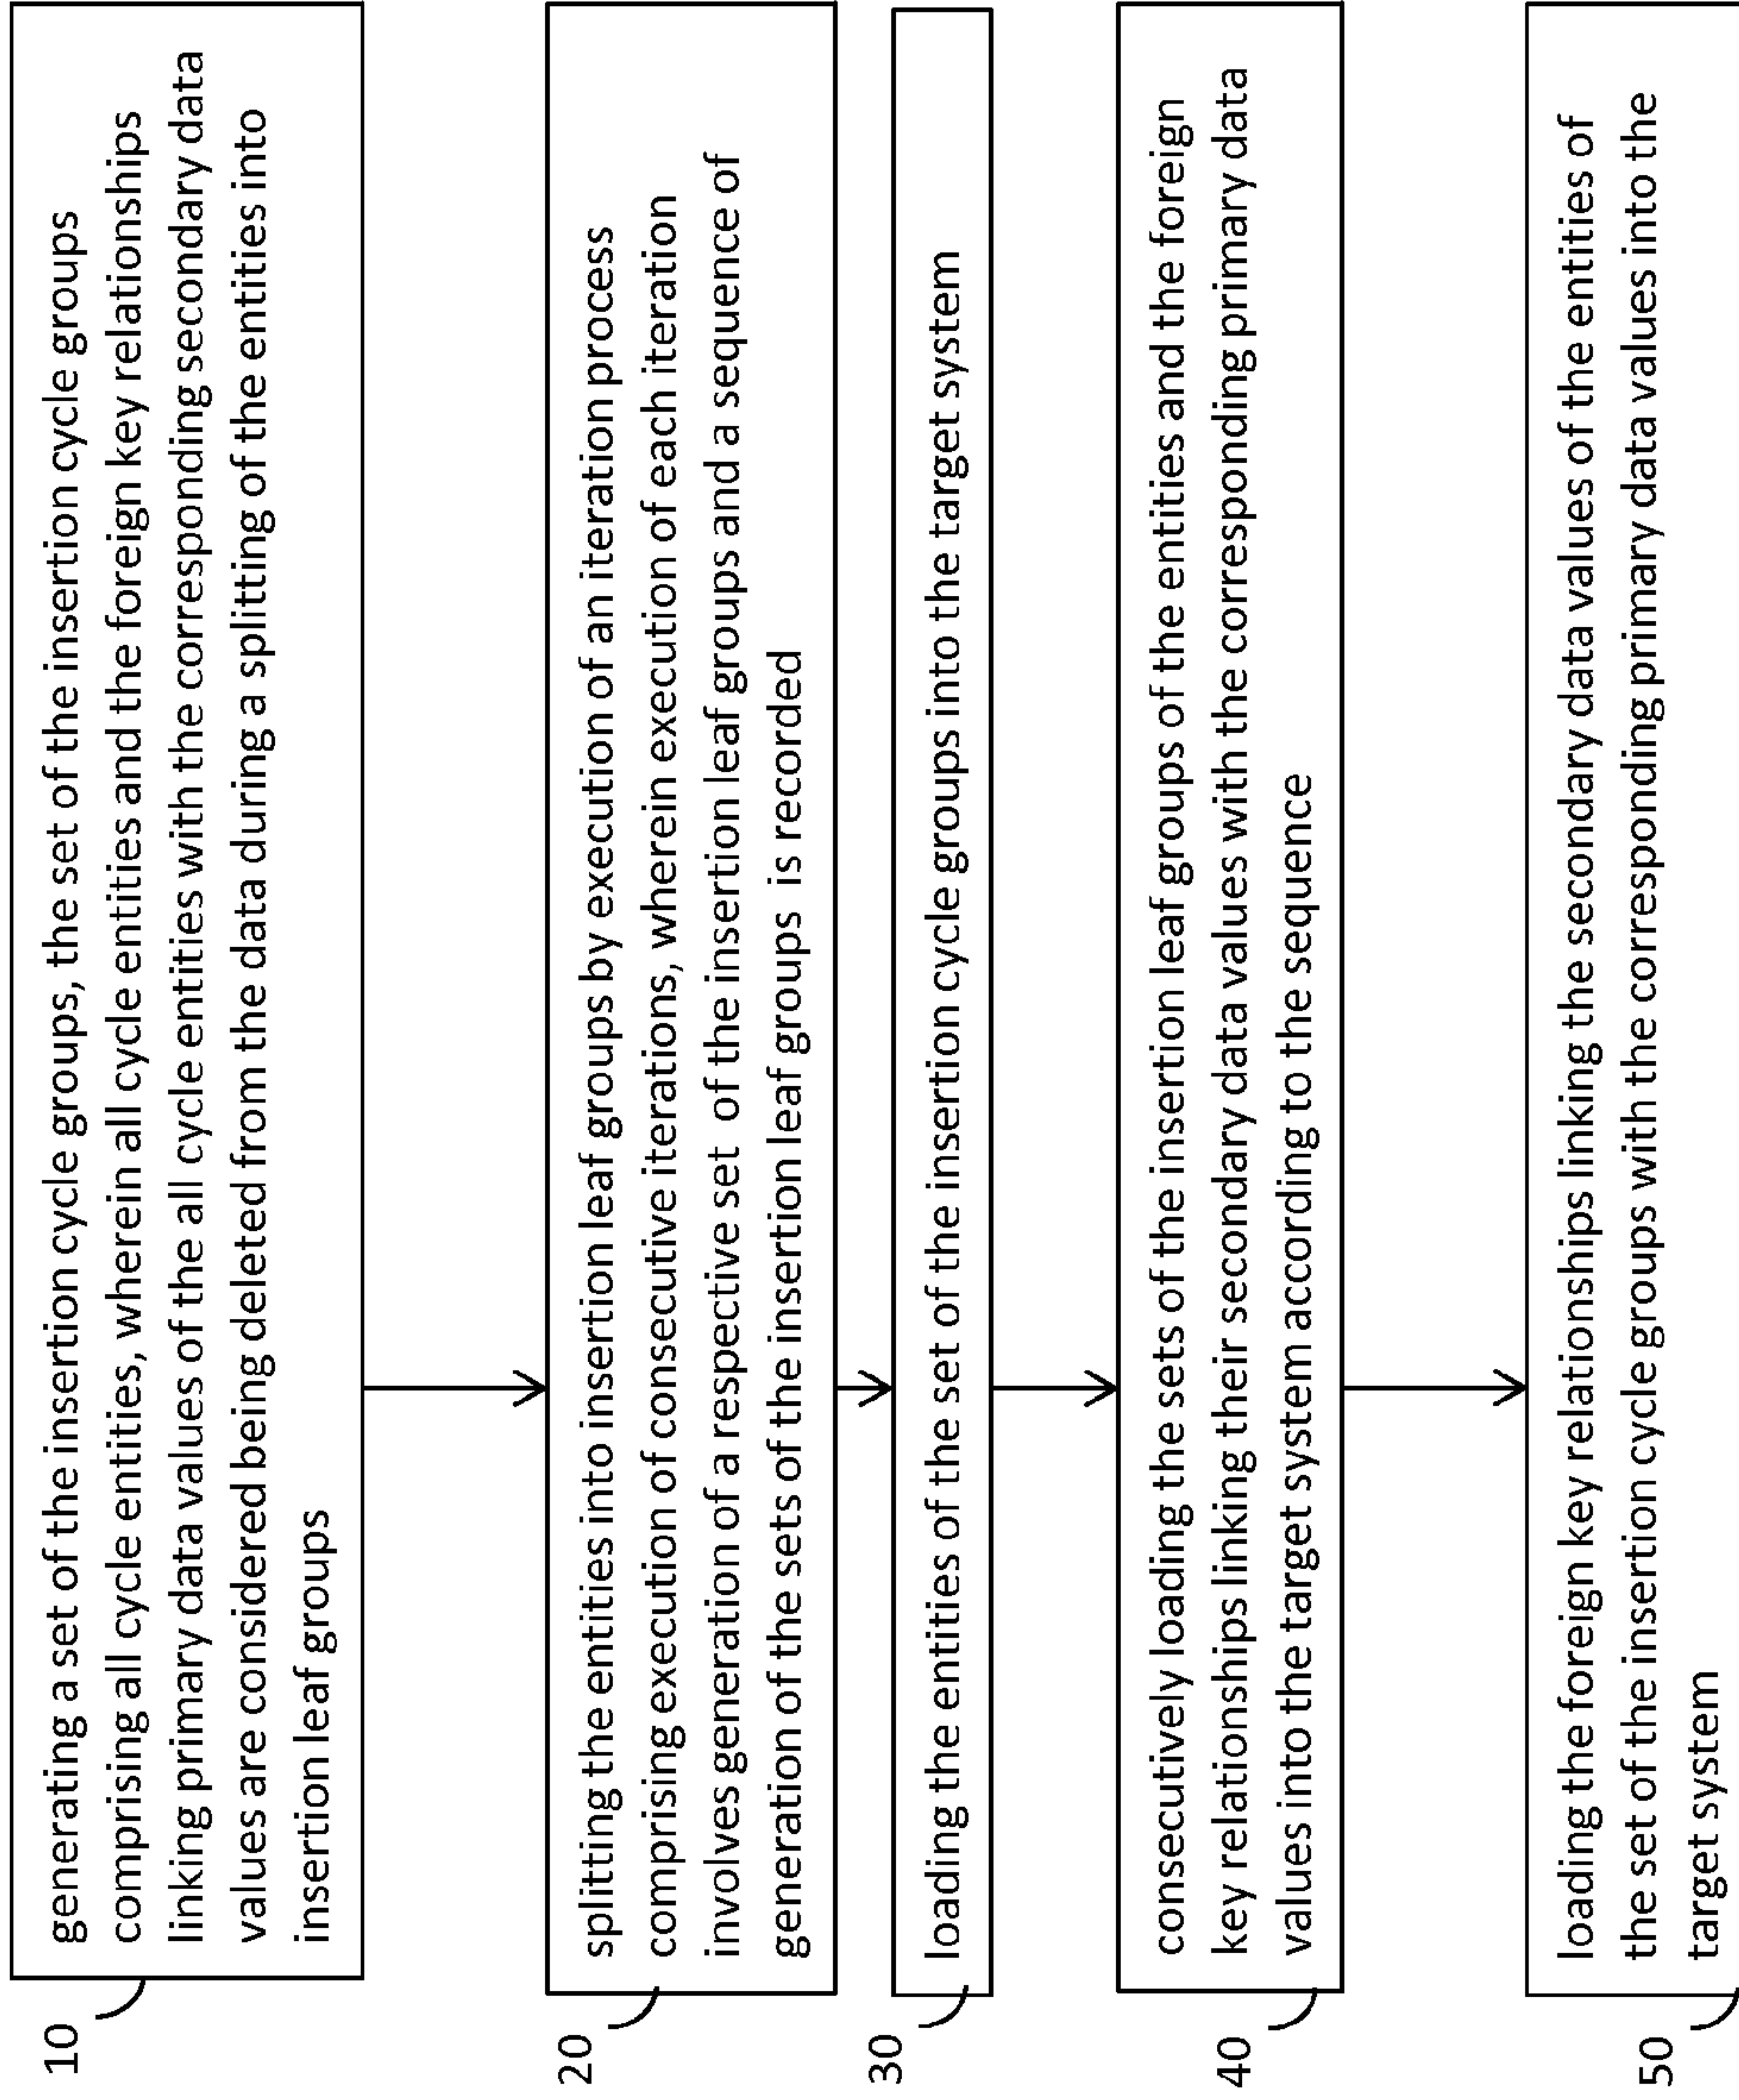 10
generating a set of the insertion cycle groups, the set of the insertion cycle groups
comprising all cycle entities, wherein all cycle entities and the foreign key relationships
linking primary data values of the all cycle entities with the corresponding secondary data
values are considered being deleted from the data during a splitting of the entities into
insertion leaf groups
20
splitting the entities into insertion leaf groups by execution of an iteration process
comprising execution of consecutive iterations, wherein execution of each iteration
involves generation of a respective set of the insertion leaf groups and a sequence of
generation of the sets of the insertion leaf groups is recorded
30
loading the entities of the set of the insertion cycle groups into the target system
40
consecutively loading the sets of the insertion leaf groups of the entities and the foreign
key relationships linking their secondary data values with the corresponding primary data
values into the target system according to the sequence
50
loading the foreign key relationships linking the secondary data values of the entities of
the set of the insertion cycle groups with the corresponding primary data values into the
target system